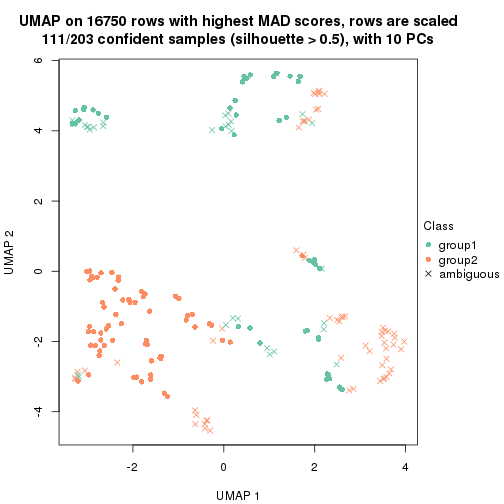 UMAP on 16750 rows with highest MAD scores, rows are scaled
111/203 confident samples (silhouette > 0.5), with 10 PCs
6
4
2
0
-2
-4
UMAP 2
-2
0
2
4
UMAP 1
Class
group1
group2
ambiguous